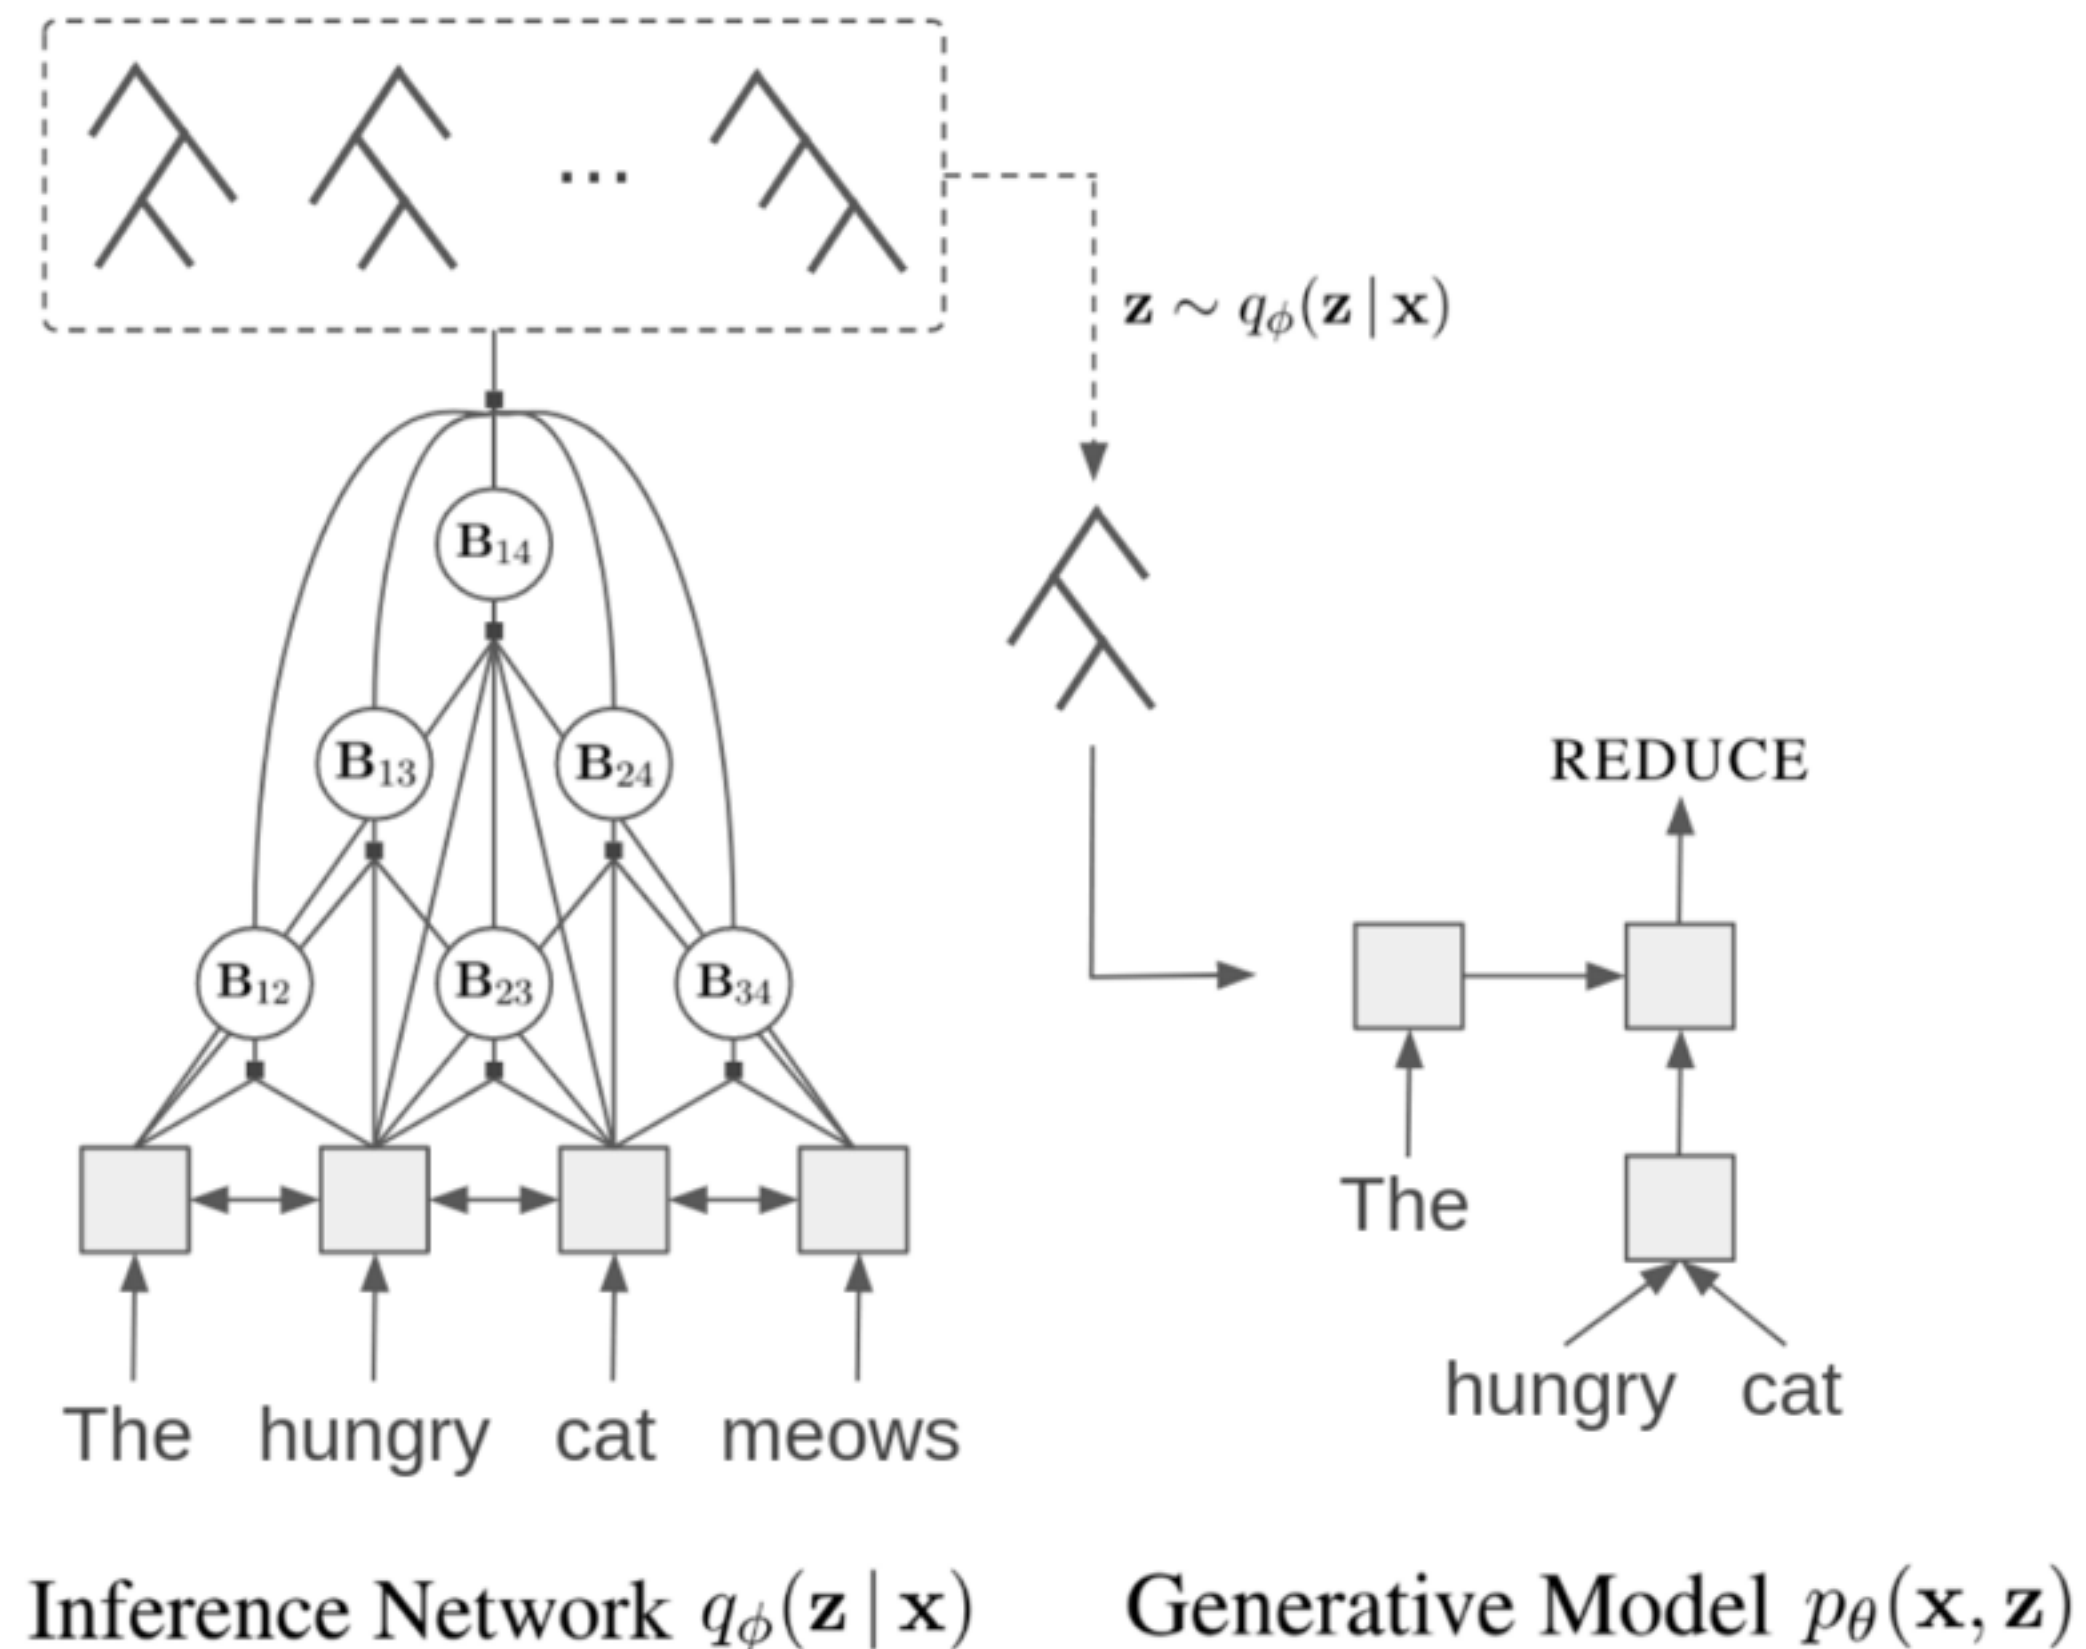 ...
z ∼ q_ϕ(z | x)
B₁₄
B₁₃ B₂₄
REDUCE
B₁₂ B₂₃ B₃₄
The
hungry cat
The hungry cat meows
Inference Network q_ϕ(z | x) Generative Model p_θ(x, z)